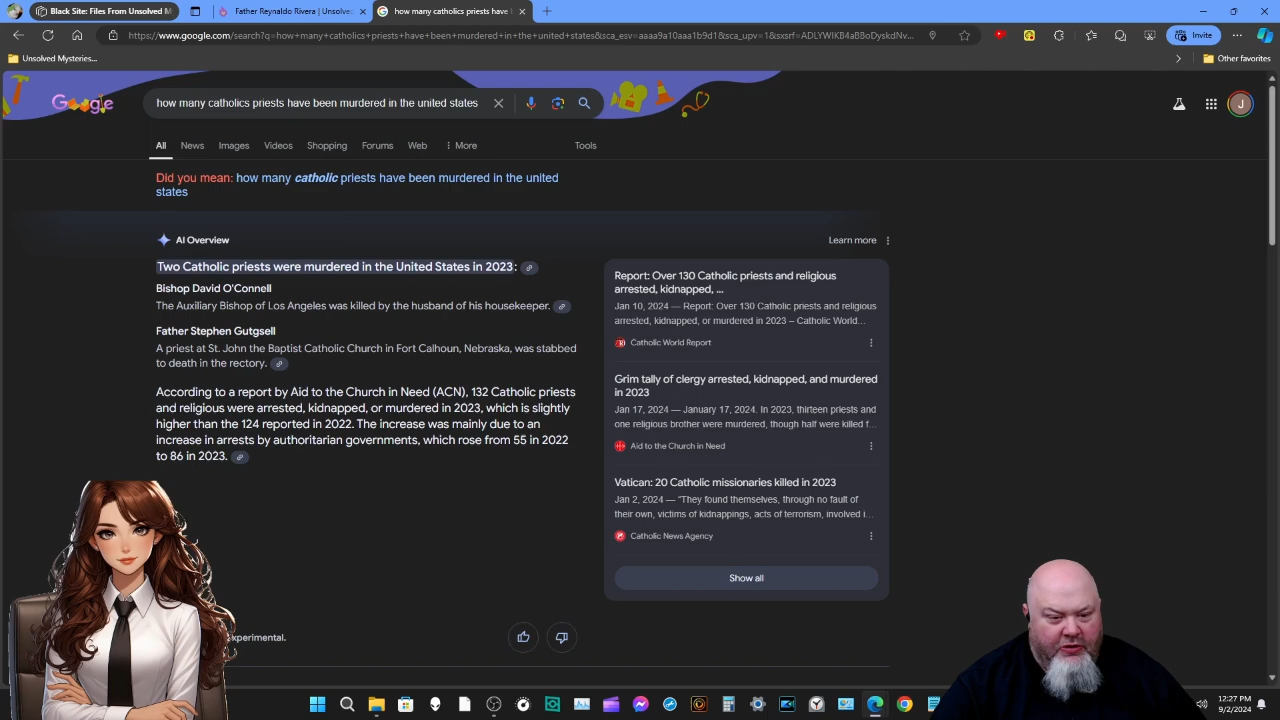 Black Site: Files From Unsolved M
Father Reynaldo Rivera | Unsolvec
how many catholics priests have b
https://www.google.com/search?q=how+many+catholics+priests+have+been+murdered+in+the+united+states&sca_esv=aaaa9a10aaa1b9d1&sca_upv=1&sxsrf=ADLYWIKB4aBBoDyskdNv...
Invite
Unsolved Mysteries...
Other favorites
Google
how many catholics priests have been murdered in the united states
J
All
News
Images
Videos
Shopping
Forums
Web
More
Tools
Did you mean: how many catholic priests have been murdered in the united
states
AI Overview
Learn more
Two Catholic priests were murdered in the United States in 2023:
Bishop David O'Connell
The Auxiliary Bishop of Los Angeles was killed by the husband of his housekeeper.
Father Stephen Gutgsell
A priest at St. John the Baptist Catholic Church in Fort Calhoun, Nebraska, was stabbed
to death in the rectory.
According to a report by Aid to the Church in Need (ACN), 132 Catholic priests
and religious were arrested, kidnapped, or murdered in 2023, which is slightly
higher than the 124 reported in 2022. The increase was mainly due to an
increase in arrests by authoritarian governments, which rose from 55 in 2022
to 86 in 2023.
Report: Over 130 Catholic priests and religious
arrested, kidnapped, ...
Jan 10, 2024 — Report: Over 130 Catholic priests and religious
arrested, kidnapped, or murdered in 2023 – Catholic World...
Catholic World Report
Grim tally of clergy arrested, kidnapped, and murdered
in 2023
Jan 17, 2024 — January 17, 2024. In 2023, thirteen priests and
one religious brother were murdered, though half were killed f...
Aid to the Church in Need
Vatican: 20 Catholic missionaries killed in 2023
Jan 2, 2024 — "They found themselves, through no fault of
their own, victims of kidnappings, acts of terrorism, involved i...
Catholic News Agency
Show all
experimental.
12:27 PM
9/2/2024